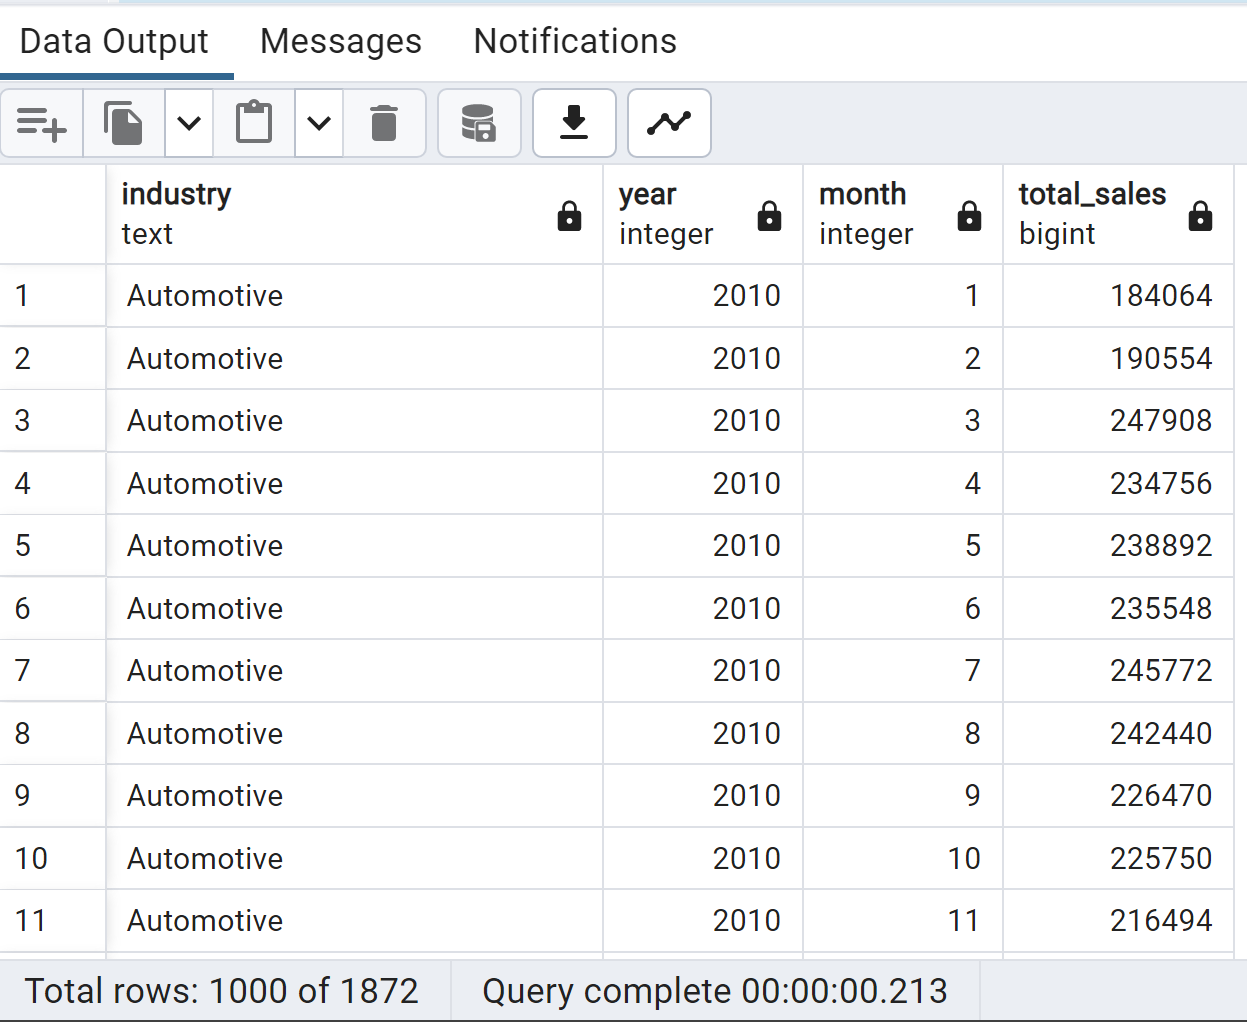 Data Output Messages Notifications
industry year month total_sales
text integer integer bigint
1 Automotive 2010 1 184064
2 Automotive 2010 2 190554
3 Automotive 2010 3 247908
4 Automotive 2010 4 234756
5 Automotive 2010 5 238892
6 Automotive 2010 6 235548
7 Automotive 2010 7 245772
8 Automotive 2010 8 242440
9 Automotive 2010 9 226470
10 Automotive 2010 10 225750
11 Automotive 2010 11 216494
Total rows: 1000 of 1872 Query complete 00:00:00.213